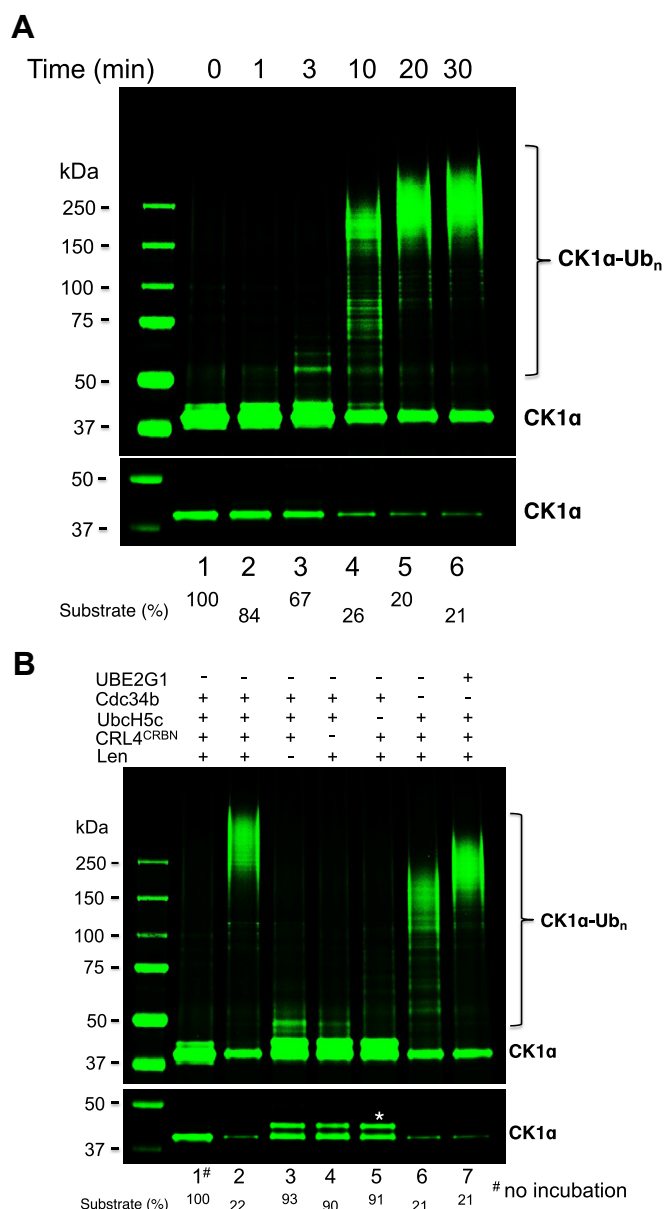 A
Time (min) 0 1 3 10 20 30
kDa
250
150
100
75
50
37
CK1α-Ubn
CK1α
50
37
CK1α
1 2 3 4 5 6
Substrate (%) 100 84 67 26 20 21
B
UBE2G1 - - - - - - +
Cdc34b + + + + + - -
UbcH5c + + + + - + +
CRL4CRBN + + + - + + +
Len + + - + + + +
kDa
250
150
100
75
50
37
CK1α-Ubn
CK1α
50
37
*
CK1α
1# 2 3 4 5 6 7 # no incubation
Substrate (%) 100 22 93 90 91 21 21